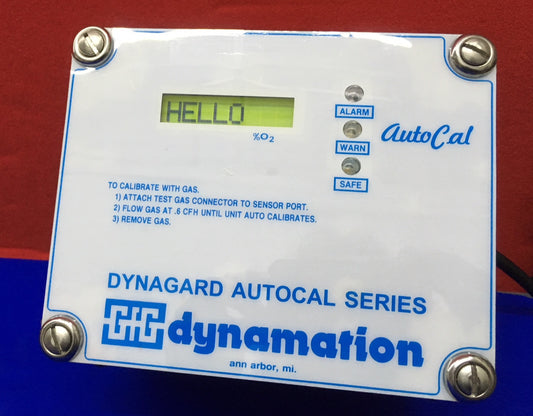 HELLO
%O₂
ALARM
WARN
SAFE
AutoCal
TO CALIBRATE WITH GAS.
1) ATTACH TEST GAS CONNECTOR TO SENSOR PORT.
2) FLOW GAS AT .6 CFH UNTIL UNIT AUTO CALIBRATES.
3) REMOVE GAS.
DYNAGARD AUTOCAL SERIES
GfG dynamation
ann arbor, mi.